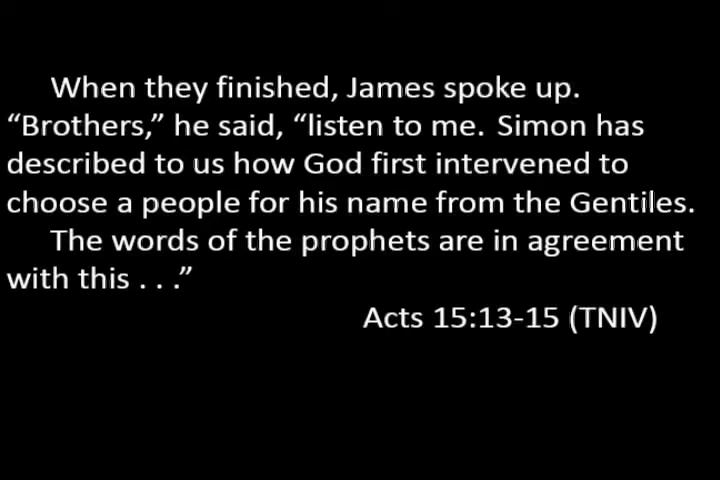 When they finished, James spoke up.
“Brothers,” he said, “listen to me. Simon has
described to us how God first intervened to
choose a people for his name from the Gentiles.
The words of the prophets are in agreement
with this . . .”
Acts 15:13-15 (TNIV)